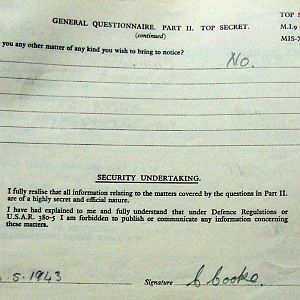 GENERAL QUESTIONNAIRE. PART II. TOP SECRET.
TOP S
(continued)
M.I.9
MIS-X
you any other matter of any kind you wish to bring to notice?
No.
SECURITY UNDERTAKING.
I fully realise that all information relating to the matters covered by the questions in Part II.
are of a highly secret and official nature.
I have had explained to me and fully understand that under Defence Regulations or
U.S.A.R. 380-5 I am forbidden to publish or communicate any information concerning
these matters.
.5.1943
Signature C Cooke